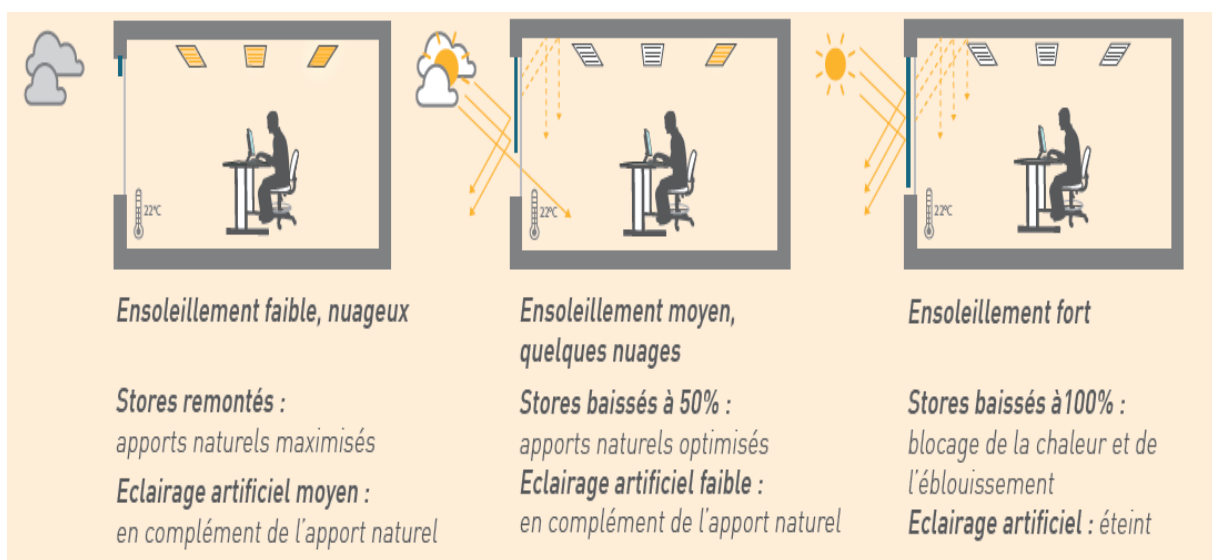 22°C
22°C
22°C
Ensoleillement faible, nuageux
Stores remontés :
apports naturels maximisés
Eclairage artificiel moyen :
en complément de l'apport naturel
Ensoleillement moyen,
quelques nuages
Stores baissés à 50% :
apports naturels optimisés
Eclairage artificiel faible :
en complément de l'apport naturel
Ensoleillement fort
Stores baissés à100% :
blocage de la chaleur et de
l'éblouissement
Eclairage artificiel : éteint